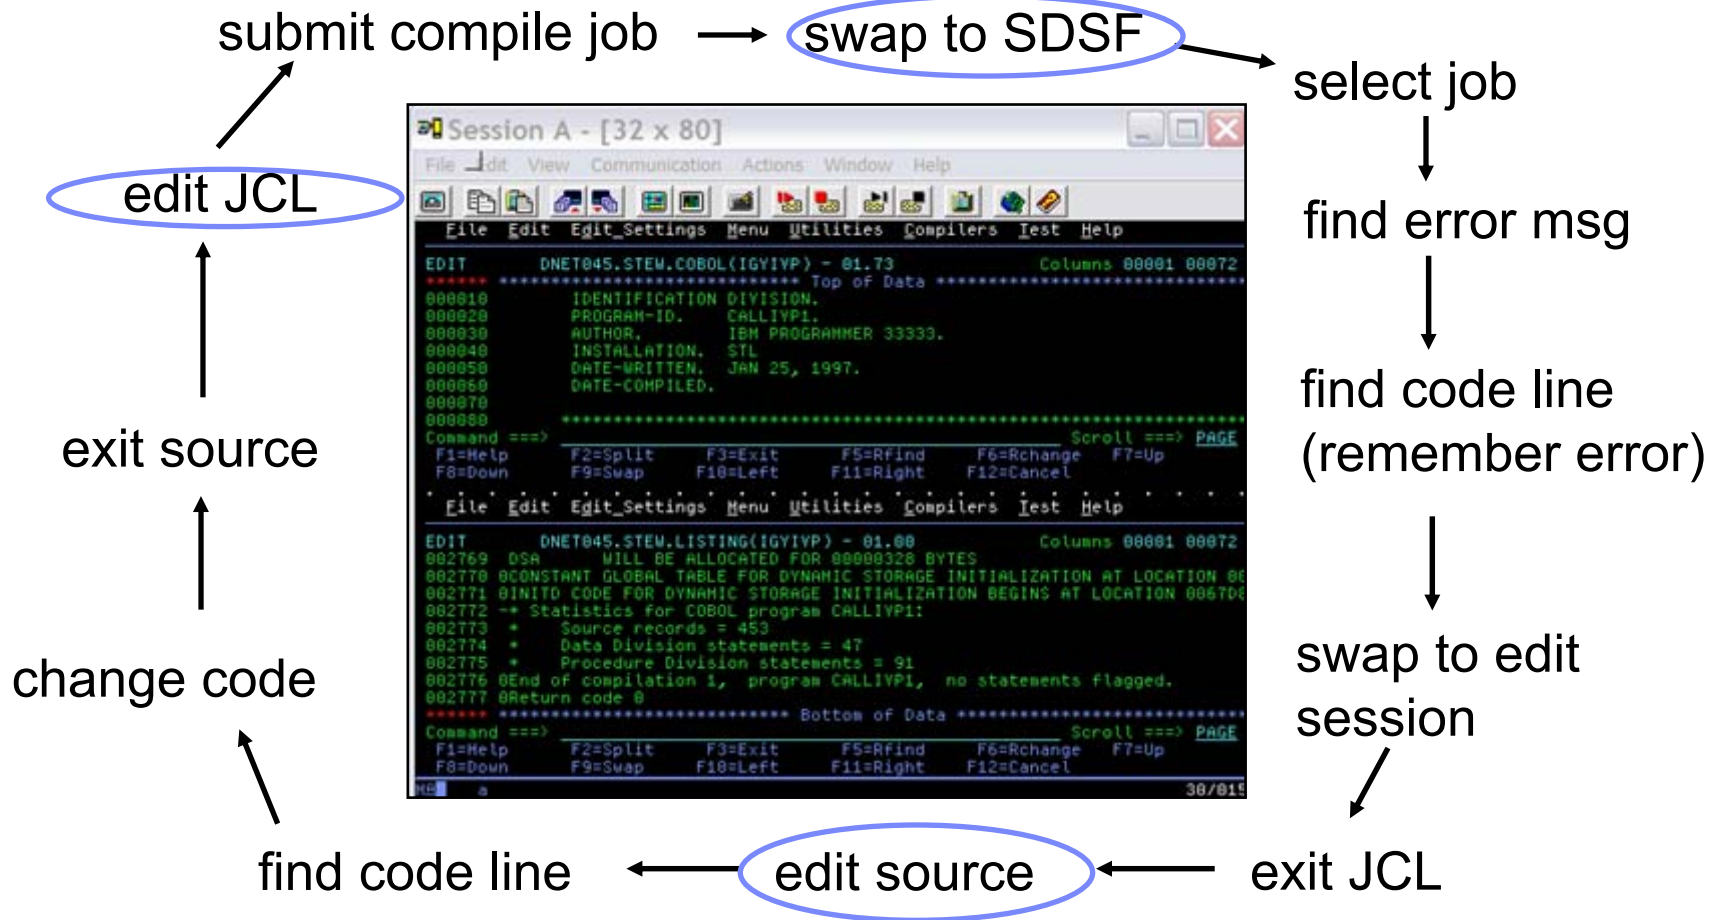 submit compile job
swap to SDSF
select job
find error msg
find code line
(remember error)
swap to edit
session
exit JCL
edit source
find code line
change code
exit source
edit JCL
Session A - [32 x 80]
File Edit View Communication Actions Window Help
File Edit Edit_Settings Menu Utilities Compilers Test Help
EDIT DNET045.STEW.COBOL(IGYIVP) - 01.73 Columns 00001 00072
****** **************************** Top of Data ******************************
000010 IDENTIFICATION DIVISION.
000020 PROGRAM-ID. CALLIVP1.
000030 AUTHOR. IBM PROGRAMMER 33333.
000040 INSTALLATION. STL
000050 DATE-WRITTEN. JAN 25, 1997.
000060 DATE-COMPILED.
000070
000080 ****************************************************************
Command ===> Scroll ===> PAGE
F1=Help F2=Split F3=Exit F5=Rfind F6=Rchange F7=Up
F8=Down F9=Swap F10=Left F11=Right F12=Cancel
File Edit Edit_Settings Menu Utilities Compilers Test Help
EDIT DNET045.STEW.LISTING(IGYIVP) - 01.00 Columns 00001 00072
002769 DSA WILL BE ALLOCATED FOR 00000328 BYTES
002770 0CONSTANT GLOBAL TABLE FOR DYNAMIC STORAGE INITIALIZATION AT LOCATION 00
002771 0INITD CODE FOR DYNAMIC STORAGE INITIALIZATION BEGINS AT LOCATION 0067D8
002772 -* Statistics for COBOL program CALLIVP1:
002773 * Source records = 453
002774 * Data Division statements = 47
002775 * Procedure Division statements = 91
002776 0End of compilation 1, program CALLIVP1, no statements flagged.
002777 0Return code 0
****** *************************** Bottom of Data ****************************
Command ===> Scroll ===> PAGE
F1=Help F2=Split F3=Exit F5=Rfind F6=Rchange F7=Up
F8=Down F9=Swap F10=Left F11=Right F12=Cancel
a 30/015